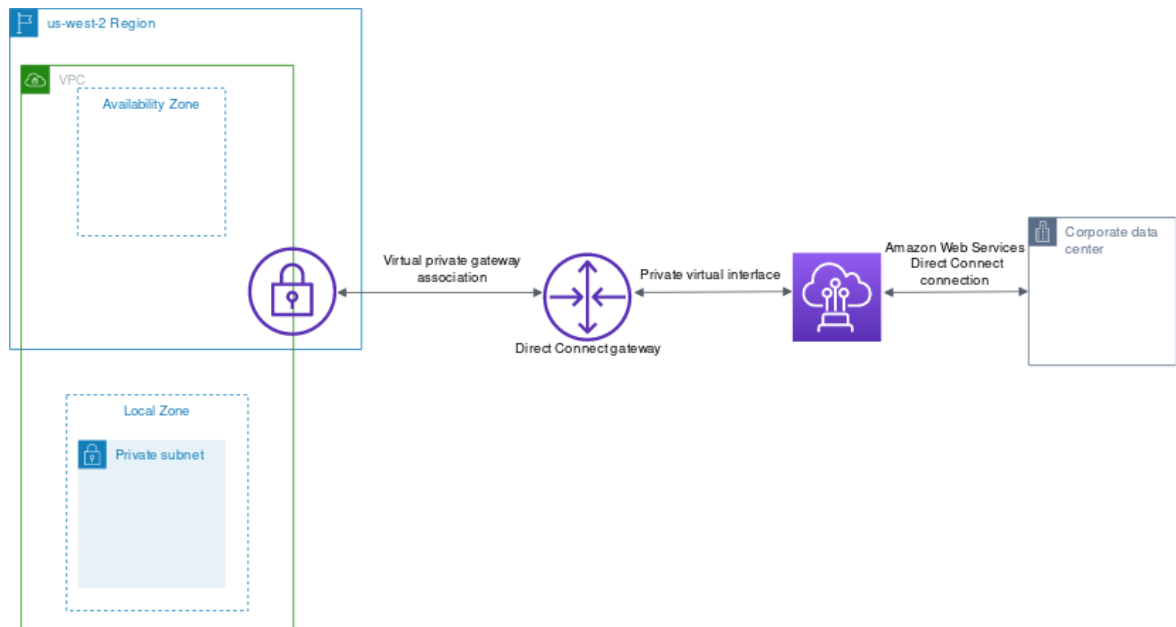 us-west-2 Region
VPC
Availability Zone
Virtual private gateway
association
Direct Connect gateway
Private virtual interface
Amazon Web Services
Direct Connect
connection
Corporate data
center
Local Zone
Private subnet